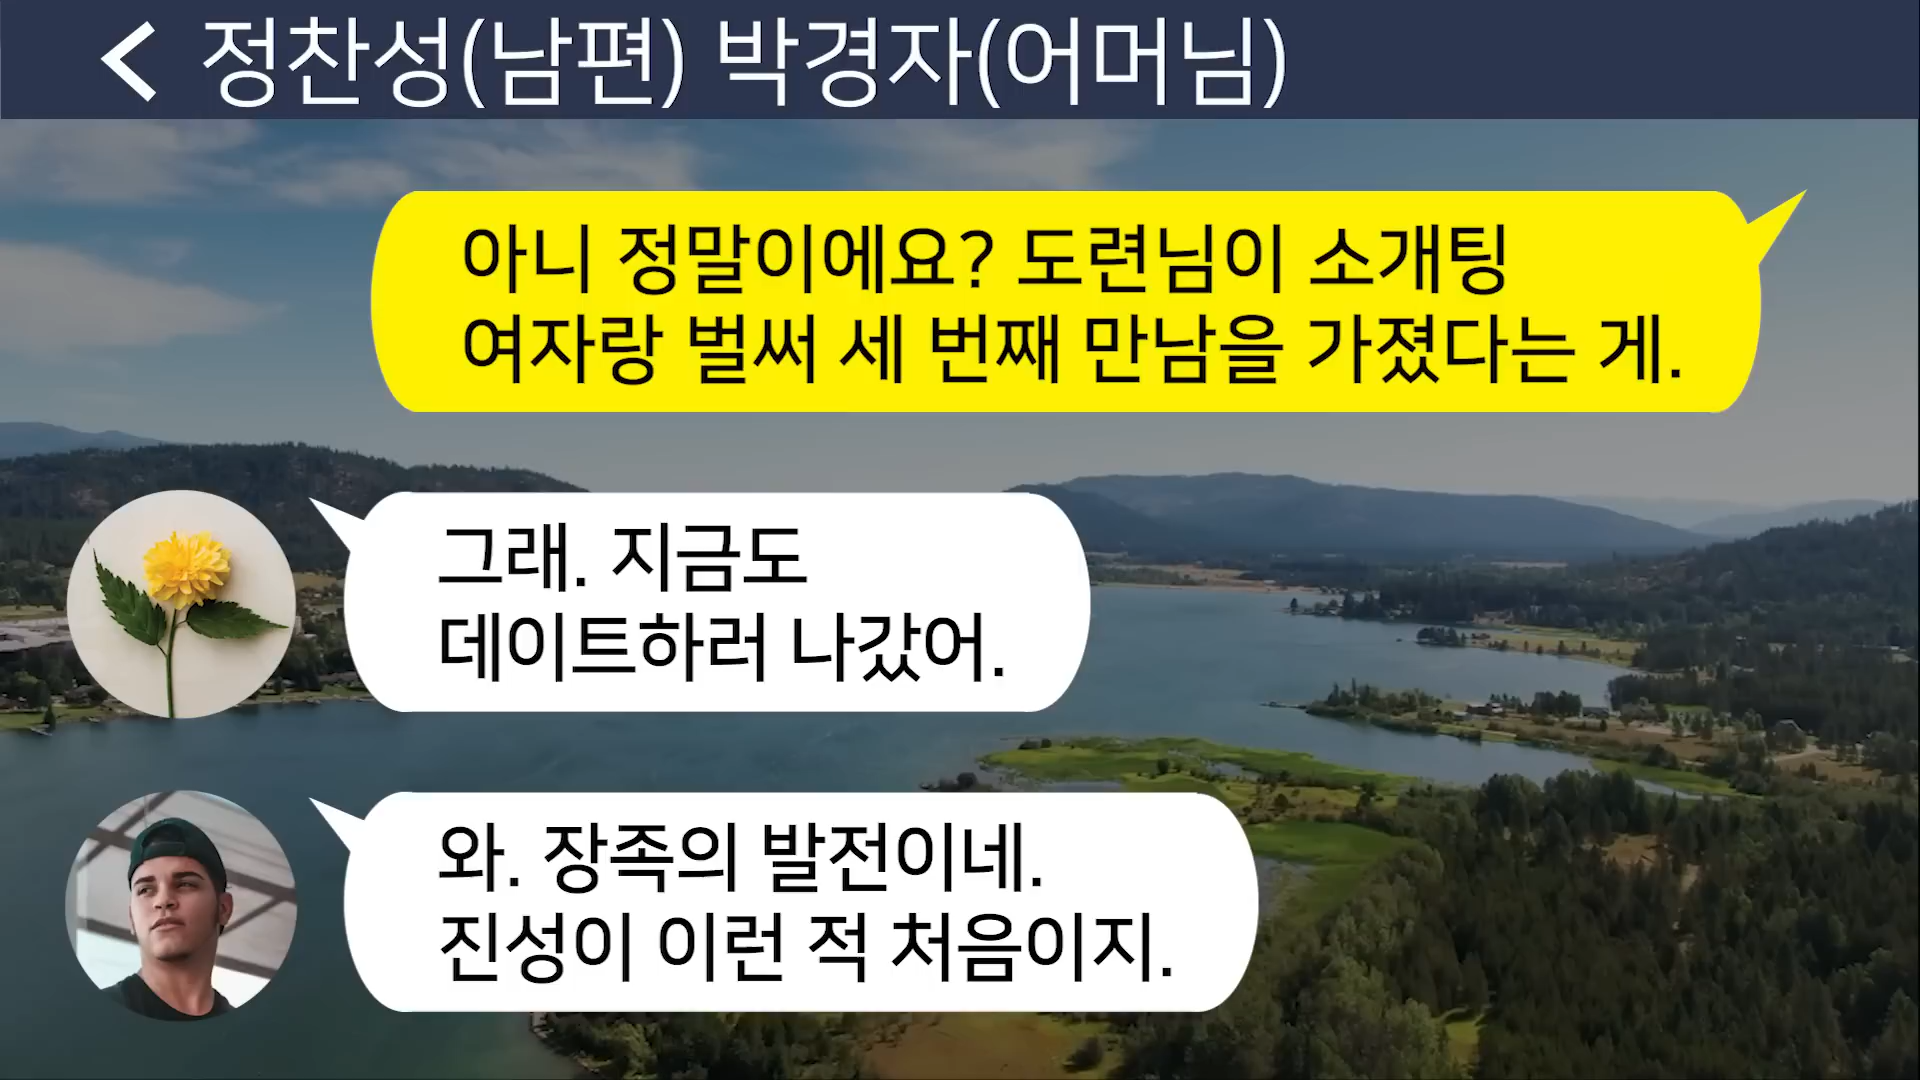 정찬성(남편) 박경자(어머님)
아니 정말이에요? 도련님이 소개팅
여자랑 벌써 세 번째 만남을 가졌다는 게.
그래. 지금도
데이트하러 나갔어.
와. 장족의 발전이네.
진성이 이런 적 처음이지.